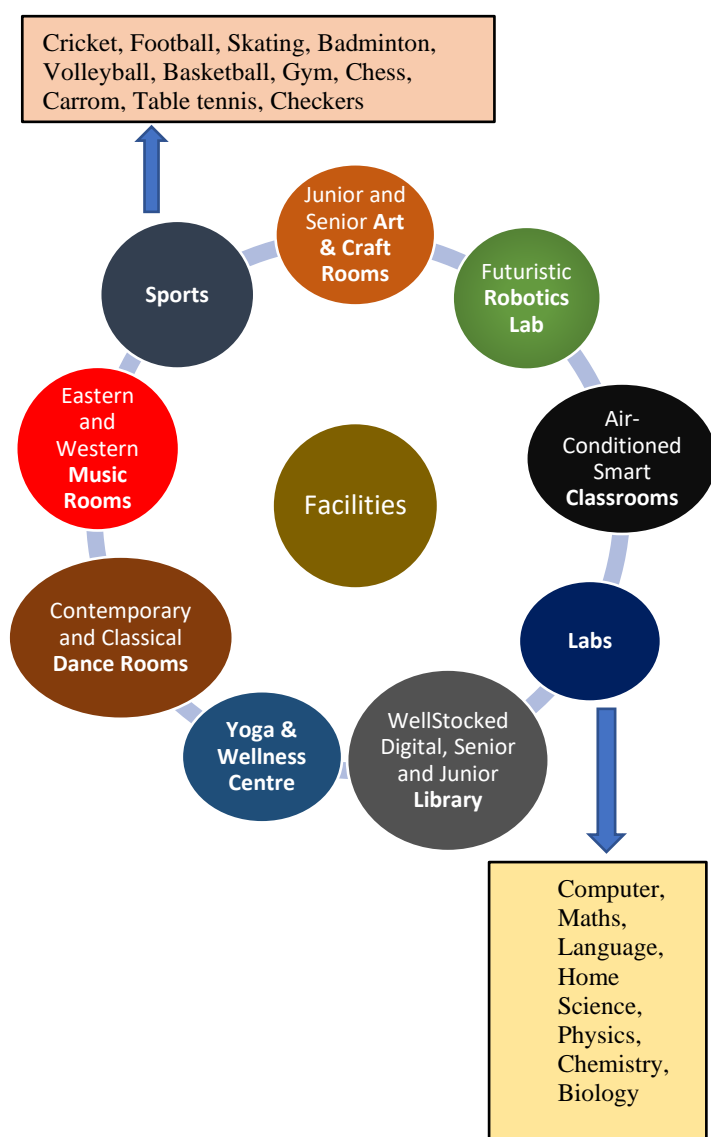 Cricket, Football, Skating, Badminton,
Volleyball, Basketball, Gym, Chess,
Carrom, Table tennis, Checkers
Junior and
Senior Art
& Craft
Rooms
Futuristic
Robotics
Lab
Sports
Eastern
and
Western
Music
Rooms
Air-
Conditioned
Smart
Classrooms
Facilities
Contemporary
and Classical
Dance Rooms
Labs
Yoga &
Wellness
Centre
WellStocked
Digital, Senior
and Junior
Library
Computer,
Maths,
Language,
Home
Science,
Physics,
Chemistry,
Biology